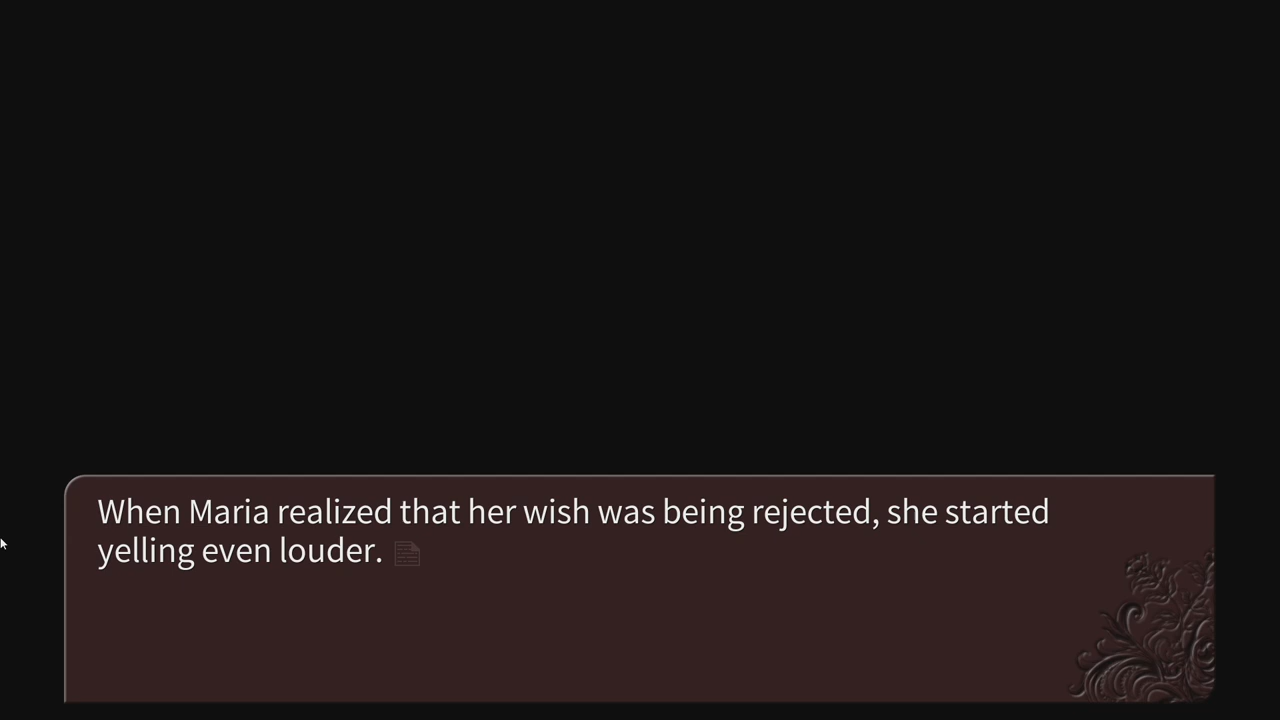 When Maria realized that her wish was being rejected, she started
yelling even louder.